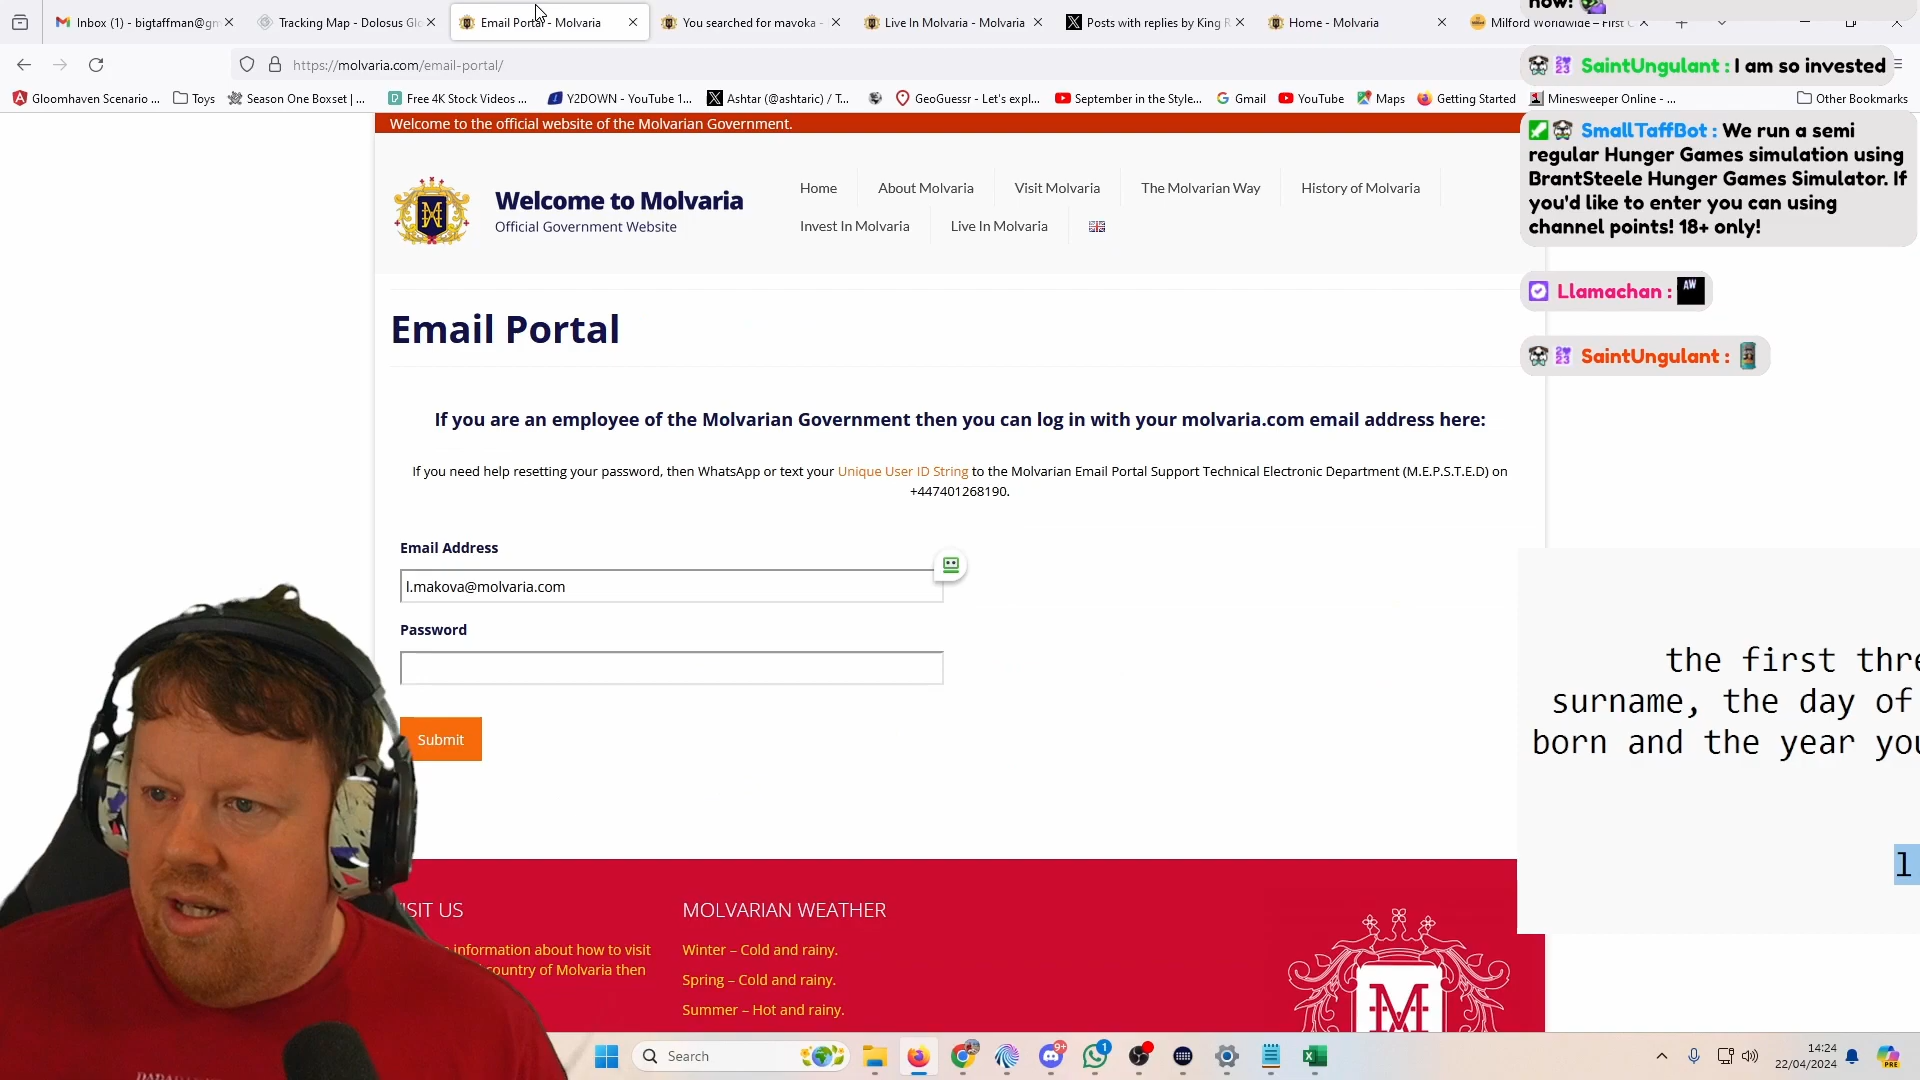 Inbox (1) - bigtaffman@gm
Tracking Map - Dolosus Glo
Email Portal - Molvaria
You searched for mavoka -
Live In Molvaria - Molvaria
Posts with replies by King R
Home - Molvaria
Milford Worldwide – First C
now!
https://molvaria.com/email-portal/
SaintUngulant : I am so invested
Gloomhaven Scenario ...
Toys
Season One Boxset | ...
Free 4K Stock Videos ...
Y2DOWN - YouTube 1...
Ashtar (@ashtaric) / T...
GeoGuessr - Let's expl...
September in the Style...
Gmail
YouTube
Maps
Getting Started
Minesweeper Online - ...
Other Bookmarks
Welcome to the official website of the Molvarian Government.
SmallTaffBot : We run a semi
regular Hunger Games simulation using
BrantSteele Hunger Games Simulator. If
you'd like to enter you can using
channel points! 18+ only!
Welcome to Molvaria
Official Government Website
Home
About Molvaria
Visit Molvaria
The Molvarian Way
History of Molvaria
Invest In Molvaria
Live In Molvaria
Llamachan : AW
SaintUngulant :
Email Portal
If you are an employee of the Molvarian Government then you can log in with your molvaria.com email address here:
If you need help resetting your password, then WhatsApp or text your Unique User ID String to the Molvarian Email Portal Support Technical Electronic Department (M.E.P.S.T.E.D) on
+447401268190.
Email Address
l.makova@molvaria.com
Password
Submit
the first thre
surname, the day of
born and the year you
l
ISIT US
information about how to visit
country of Molvaria then
MOLVARIAN WEATHER
Winter – Cold and rainy.
Spring – Cold and rainy.
Summer – Hot and rainy.
M
Search
9+
1
14:24
22/04/2024
PRE